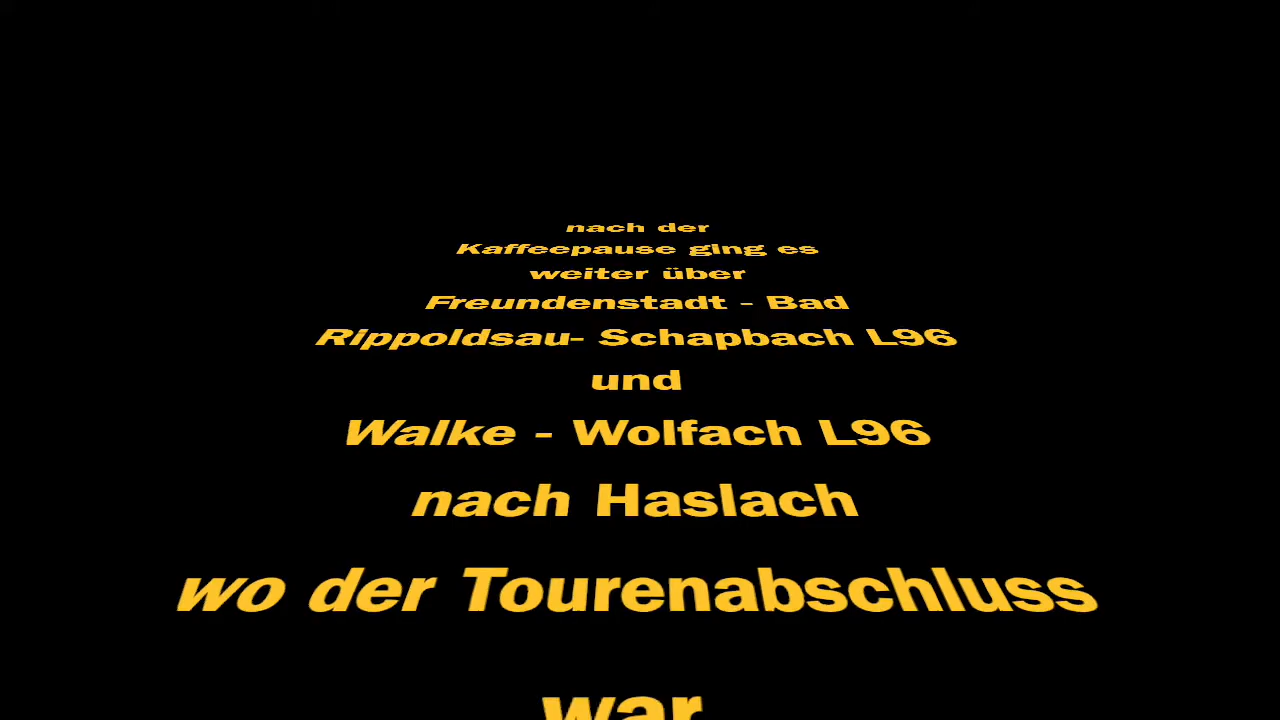 nach der
Kaffeepause ging es
weiter über
Freundenstadt - Bad
Rippoldsau- Schapbach L96
und
Walke - Wolfach L96
nach Haslach
wo der Tourenabschluss
war